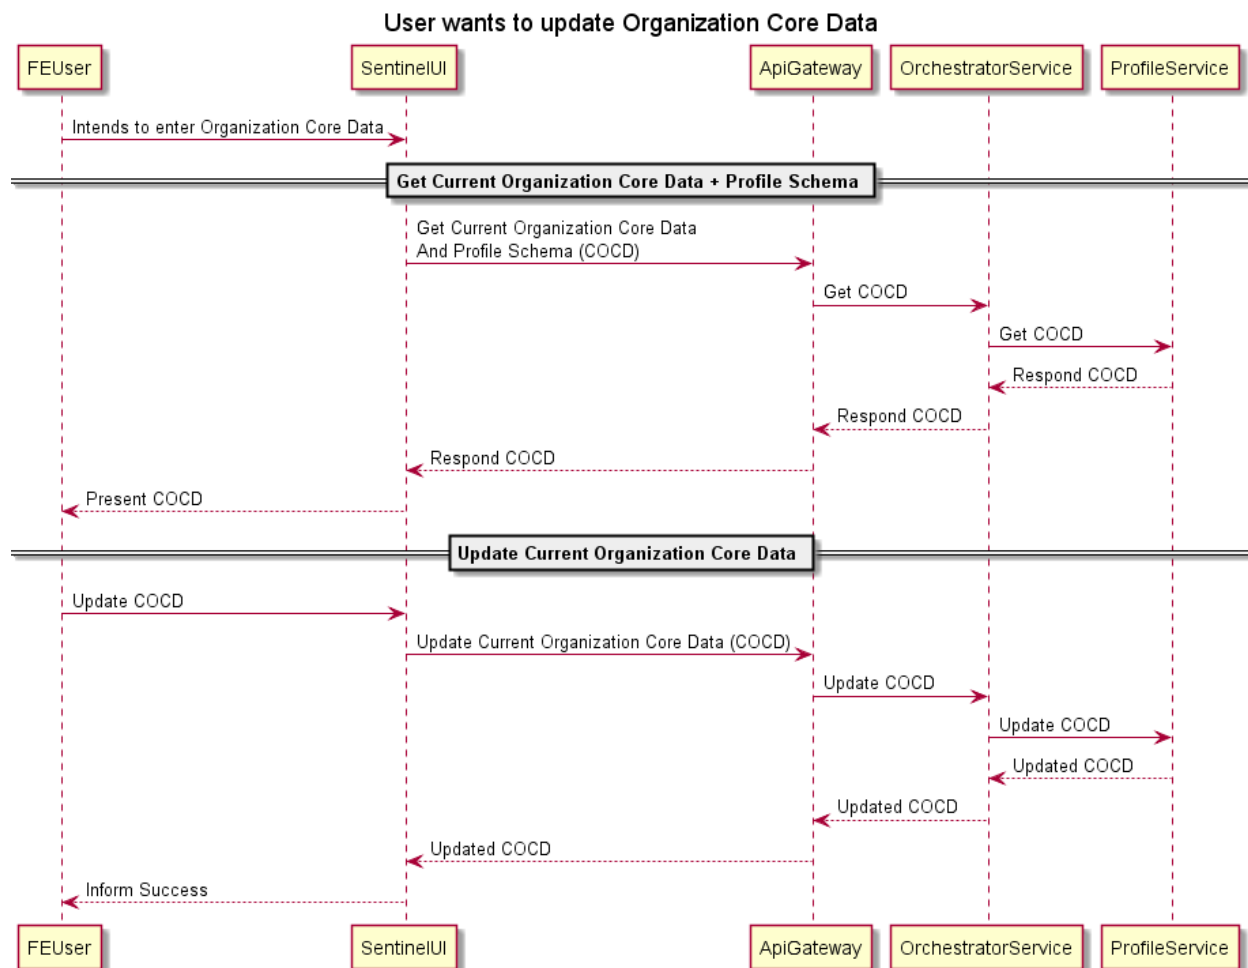 User wants to update Organization Core Data
FEUser
SentinelUI
ApiGateway
OrchestratorService
ProfileService
Intends to enter Organization Core Data
Get Current Organization Core Data + Profile Schema
Get Current Organization Core Data
And Profile Schema (COCD)
Get COCD
Get COCD
Respond COCD
Respond COCD
Respond COCD
Present COCD
Update Current Organization Core Data
Update COCD
Update Current Organization Core Data (COCD)
Update COCD
Update COCD
Updated COCD
Updated COCD
Updated COCD
Inform Success
FEUser
SentinelUI
ApiGateway
OrchestratorService
ProfileService